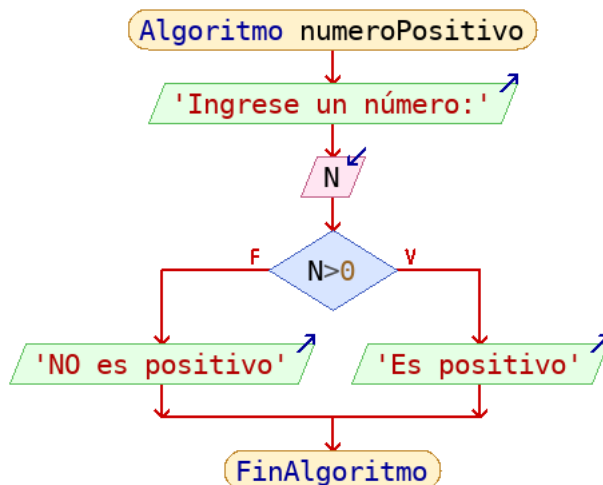 Algoritmo numeroPositivo
'Ingrese un número:'
N
F
N>0
V
'NO es positivo'
'Es positivo'
FinAlgoritmo